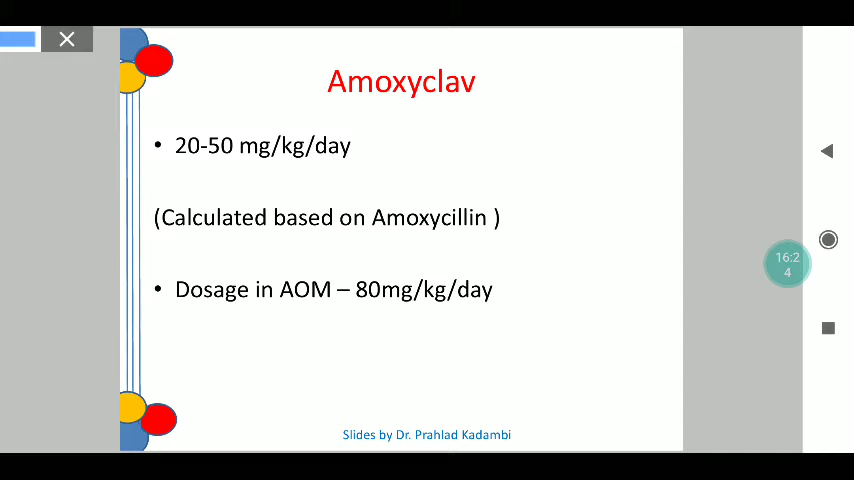 Amoxyclav
• 20-50 mg/kg/day
(Calculated based on Amoxycillin )
• Dosage in AOM – 80mg/kg/day
16:2
4
Slides by Dr. Prahlad Kadambi